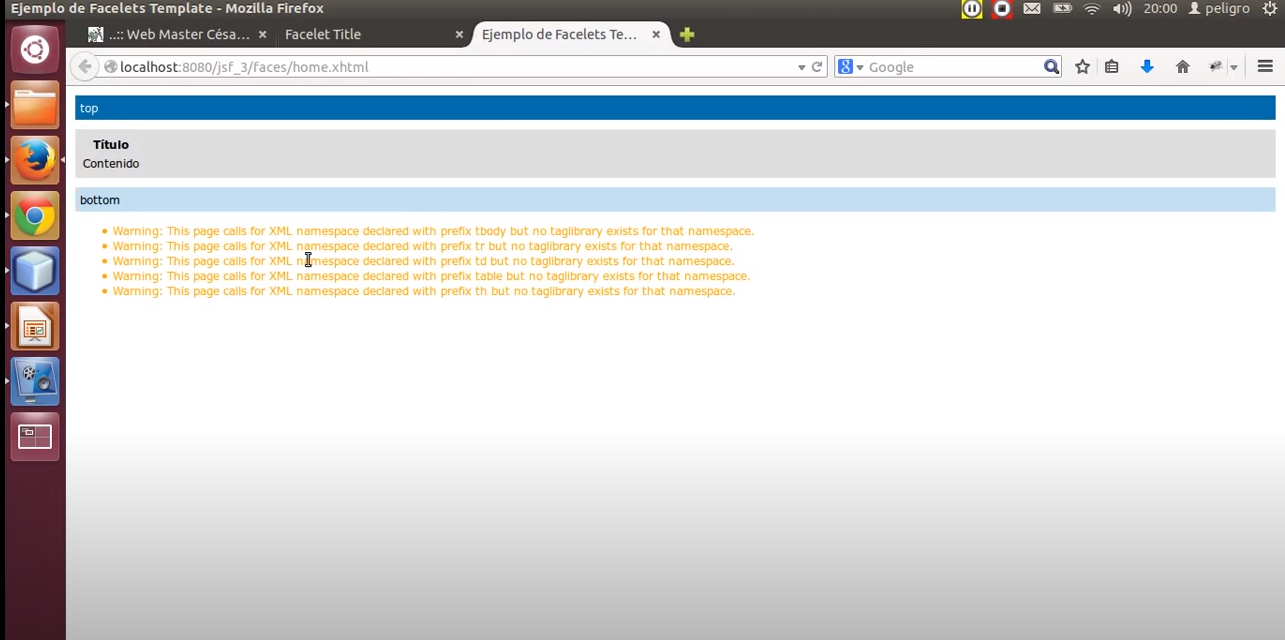 Ejemplo de Facelets Template - Mozilla Firefox
20:00 peligro
..:: Web Master César... × Facelet Title × Ejemplo de Facelets Te... ×
localhost:8080/jsf_3/faces/home.xhtml Google
top
Título
Contenido
bottom
• Warning: This page calls for XML namespace declared with prefix tbody but no taglibrary exists for that namespace.
• Warning: This page calls for XML namespace declared with prefix tr but no taglibrary exists for that namespace.
• Warning: This page calls for XML namespace declared with prefix td but no taglibrary exists for that namespace.
• Warning: This page calls for XML namespace declared with prefix table but no taglibrary exists for that namespace.
• Warning: This page calls for XML namespace declared with prefix th but no taglibrary exists for that namespace.